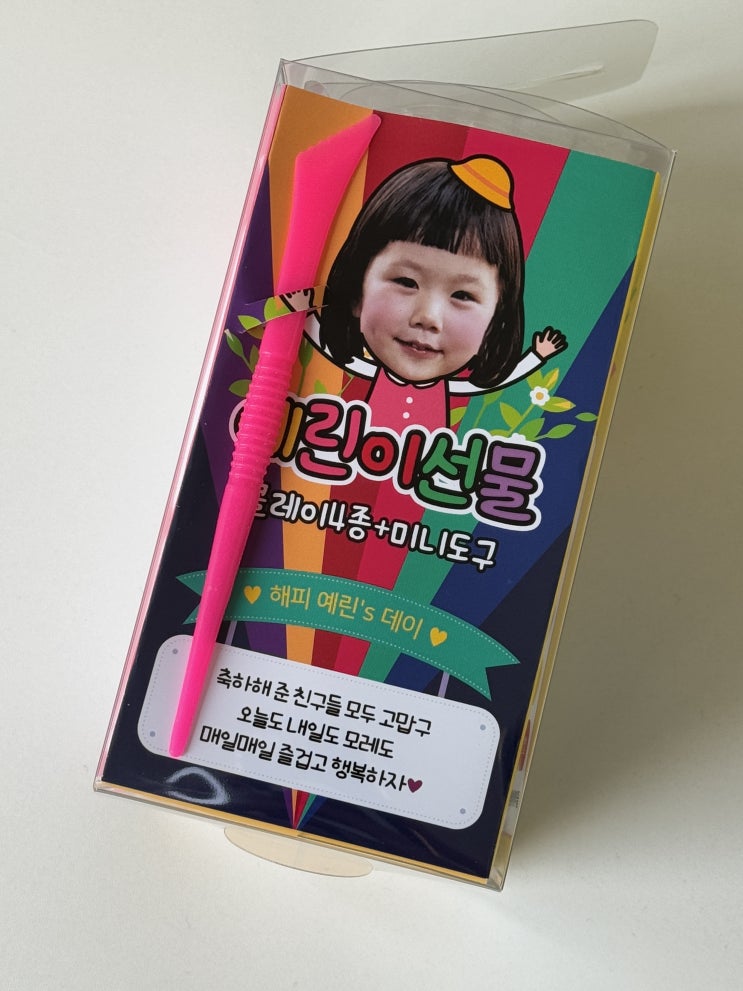 예린이선물
플레이4종+미니도구
해피 예린's 데이
축하해 준 친구들 모두 고맙구
오늘도 내일도 모레도
매일매일 즐겁고 행복하자